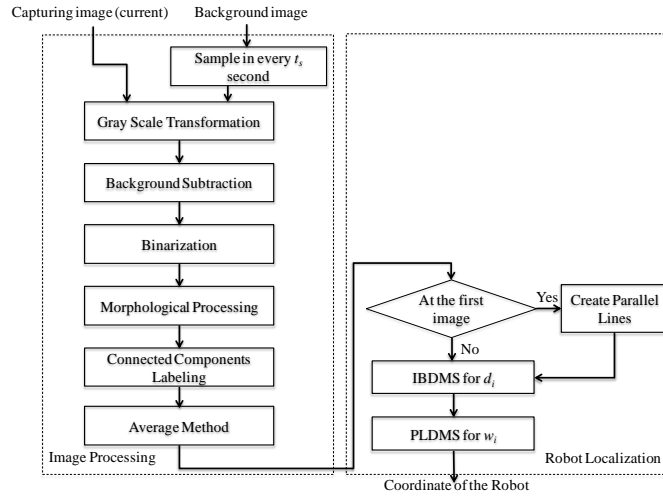 Capturing image (current)
Background image
Sample in every t_s
second
Gray Scale Transformation
Background Subtraction
Binarization
Morphological Processing
Connected Components
Labeling
Average Method
Image Processing
At the first
image
Yes
Create Parallel
Lines
No
IBDMS for d_i
PLDMS for w_i
Robot Localization
Coordinate of the Robot